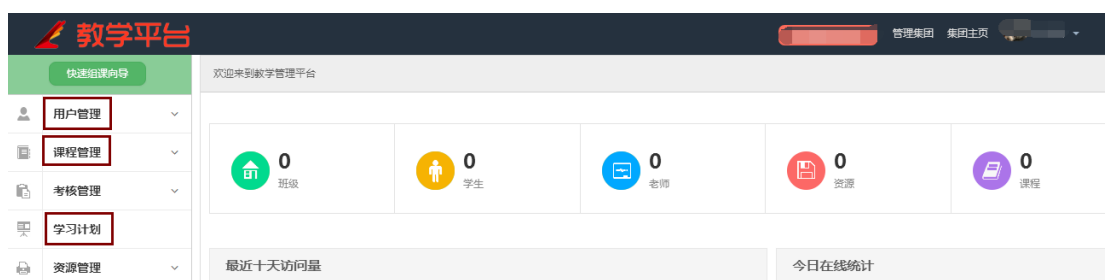 教学平台
管理集团 集团主页
快速组课向导
欢迎来到教学管理平台
用户管理
课程管理
考核管理
学习计划
资源管理
0
班级
0
学生
0
老师
0
资源
0
课程
最近十天访问量
今日在线统计